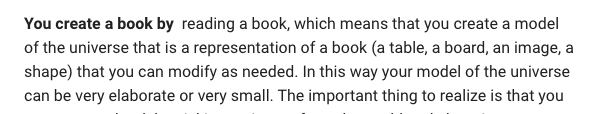 You create a book by reading a book, which means that you create a model
of the universe that is a representation of a book (a table, a board, an image, a
shape) that you can modify as needed. In this way your model of the universe
can be very elaborate or very small. The important thing to realize is that you